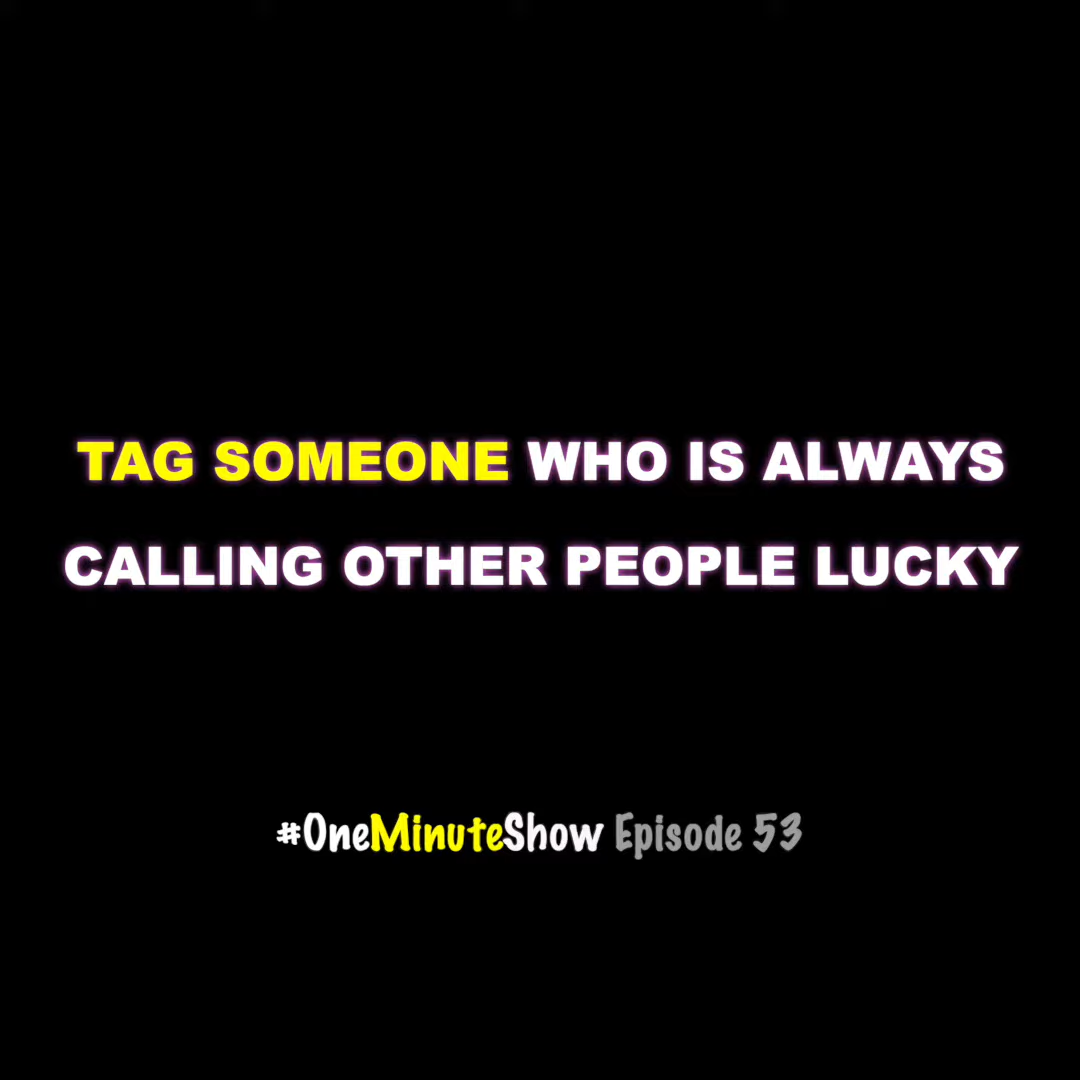 TAG SOMEONE WHO IS ALWAYS
CALLING OTHER PEOPLE LUCKY
#OneMinuteShow Episode 53